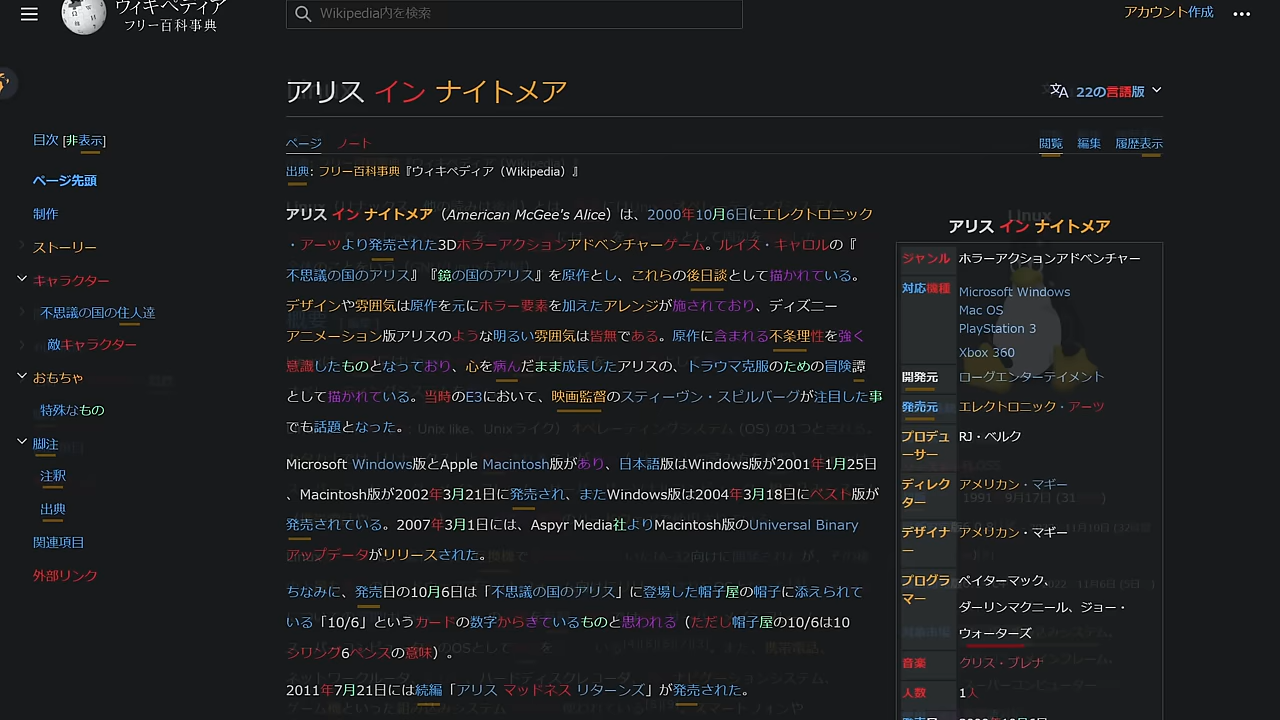 ウィキペディア
フリー百科事典
Wikipedia内を検索
アカウント作成
アリス イン ナイトメア
22の言語版
目次 [非表示]
ページ先頭
制作
ストーリー
キャラクター
不思議の国の住人達
敵キャラクター
おもちゃ
特殊なもの
脚注
注釈
出典
関連項目
外部リンク
ページ ノート
閲覧 編集 履歴表示
出典: フリー百科事典『ウィキペディア（Wikipedia）』
アリス イン ナイトメア（American McGee's Alice）は、2000年10月6日にエレクトロニック
・アーツより発売された3Dホラーアクションアドベンチャーゲーム。ルイス・キャロルの『
不思議の国のアリス』『鏡の国のアリス』を原作とし、これらの後日談として描かれている。
デザインや雰囲気は原作を元にホラー要素を加えたアレンジが施されており、ディズニー
アニメーション版アリスのような明るい雰囲気は皆無である。原作に含まれる不条理性を強く
意識したものとなっており、心を病んだまま成長したアリスの、トラウマ克服のための冒険譚
として描かれている。当時のE3において、映画監督のスティーヴン・スピルバーグが注目した事
でも話題となった。
Microsoft Windows版とApple Macintosh版があり、日本語版はWindows版が2001年1月25日
、Macintosh版が2002年3月21日に発売され、またWindows版は2004年3月18日にベスト版が
発売されている。2007年3月1日には、Aspyr Media社よりMacintosh版のUniversal Binary
アップデータがリリースされた。
ちなみに、発売日の10月6日は「不思議の国のアリス」に登場した帽子屋の帽子に添えられて
いる「10/6」というカードの数字からきているものと思われる（ただし帽子屋の10/6は10
シリング6ペンスの意味）。
2011年7月21日には続編「アリス マッドネス リターンズ」が発売された。
アリス イン ナイトメア
ジャンル ホラーアクションアドベンチャー
対応機種 Microsoft Windows
Mac OS
PlayStation 3
Xbox 360
開発元 ローグエンターテイメント
発売元 エレクトロニック・アーツ
プロデューサー RJ・ベルク
ディレクター アメリカン・マギー
デザイナー アメリカン・マギー
プログラマー ペイターマック、
ダーリンマクニール、ジョー・
ウォーターズ
音楽 クリス・ブレナ
人数 1人